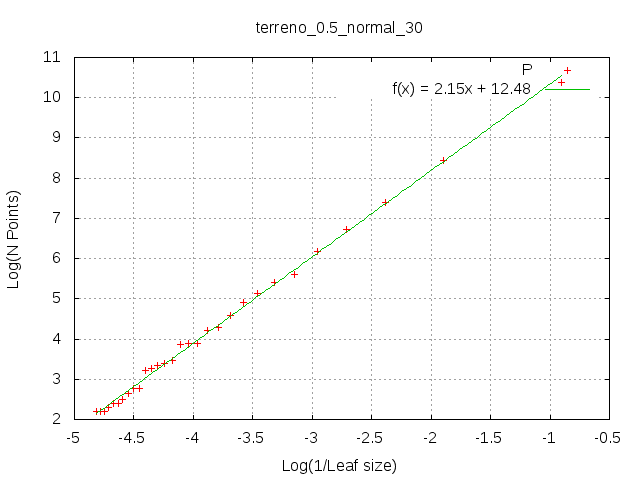 terreno_0.5_normal_30
11
10
9
8
7
6
5
4
3
2
Log(N Points)
P
f(x) = 2.15x + 12.48
-5 -4.5 -4 -3.5 -3 -2.5 -2 -1.5 -1 -0.5
Log(1/Leaf size)